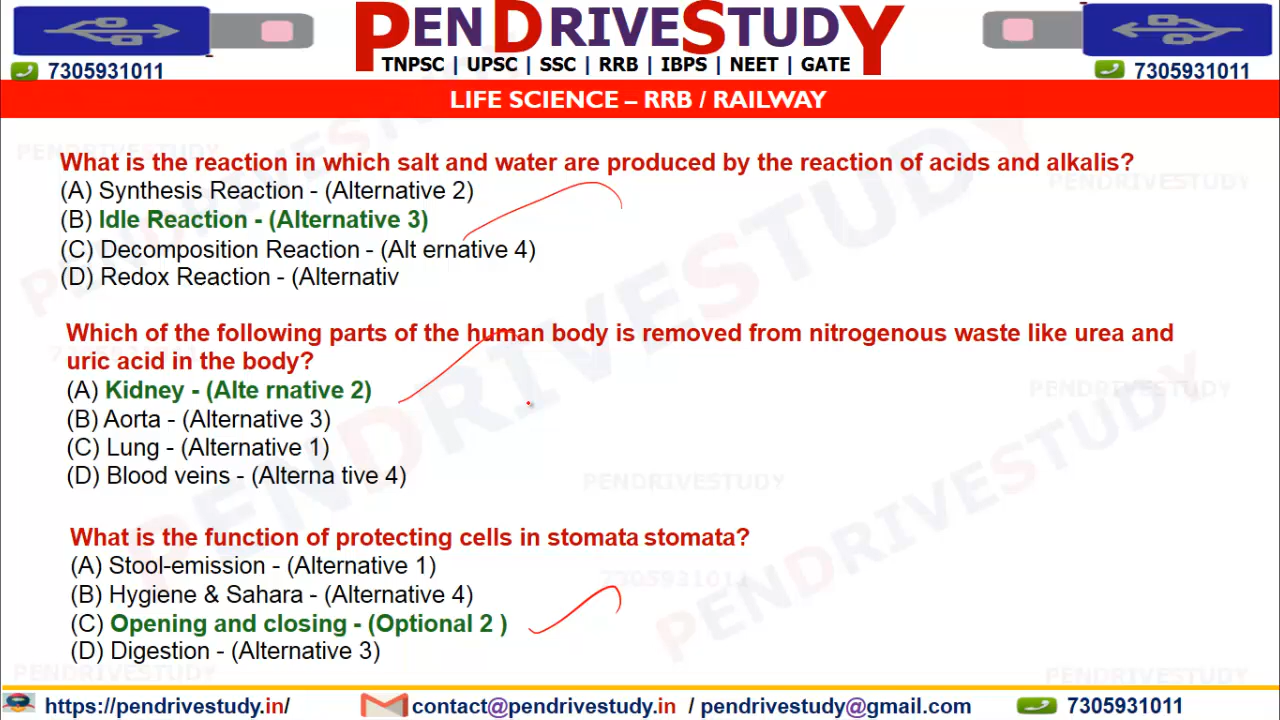 PENDRIVESTUDY
TNPSC | UPSC | SSC | RRB | IBPS | NEET | GATE
7305931011
7305931011
LIFE SCIENCE – RRB / RAILWAY
What is the reaction in which salt and water are produced by the reaction of acids and alkalis?
(A) Synthesis Reaction - (Alternative 2)
(B) Idle Reaction - (Alternative 3)
(C) Decomposition Reaction - (Alt ernative 4)
(D) Redox Reaction - (Alternativ
Which of the following parts of the human body is removed from nitrogenous waste like urea and
uric acid in the body?
(A) Kidney - (Alte rnative 2)
(B) Aorta - (Alternative 3)
(C) Lung - (Alternative 1)
(D) Blood veins - (Alterna tive 4)
PENDRIVESTUDY
What is the function of protecting cells in stomata stomata?
(A) Stool-emission - (Alternative 1)
(B) Hygiene & Sahara - (Alternative 4)
(C) Opening and closing - (Optional 2 )
(D) Digestion - (Alternative 3)
https://pendrivestudy.in/
contact@pendrivestudy.in / pendrivestudy@gmail.com
7305931011